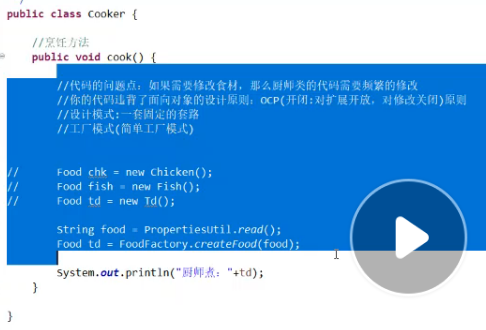 public class Cooker {
//烹饪方法
public void cook() {
//代码的问题点：如果需要修改食材，那么厨师类的代码需要频繁的修改
//你的代码违背了面向对象的设计原则：OCP(开闭:对扩展开放，对修改关闭)原则
//设计模式:一套固定的套路
//工厂模式(简单工厂模式)
// Food chk = new Chicken();
// Food fish = new Fish();
// Food td = new Td();
String food = PropertiesUtil.read();
Food td = FoodFactory.createFood(food);
System.out.println("厨师煮："+td);
}
}